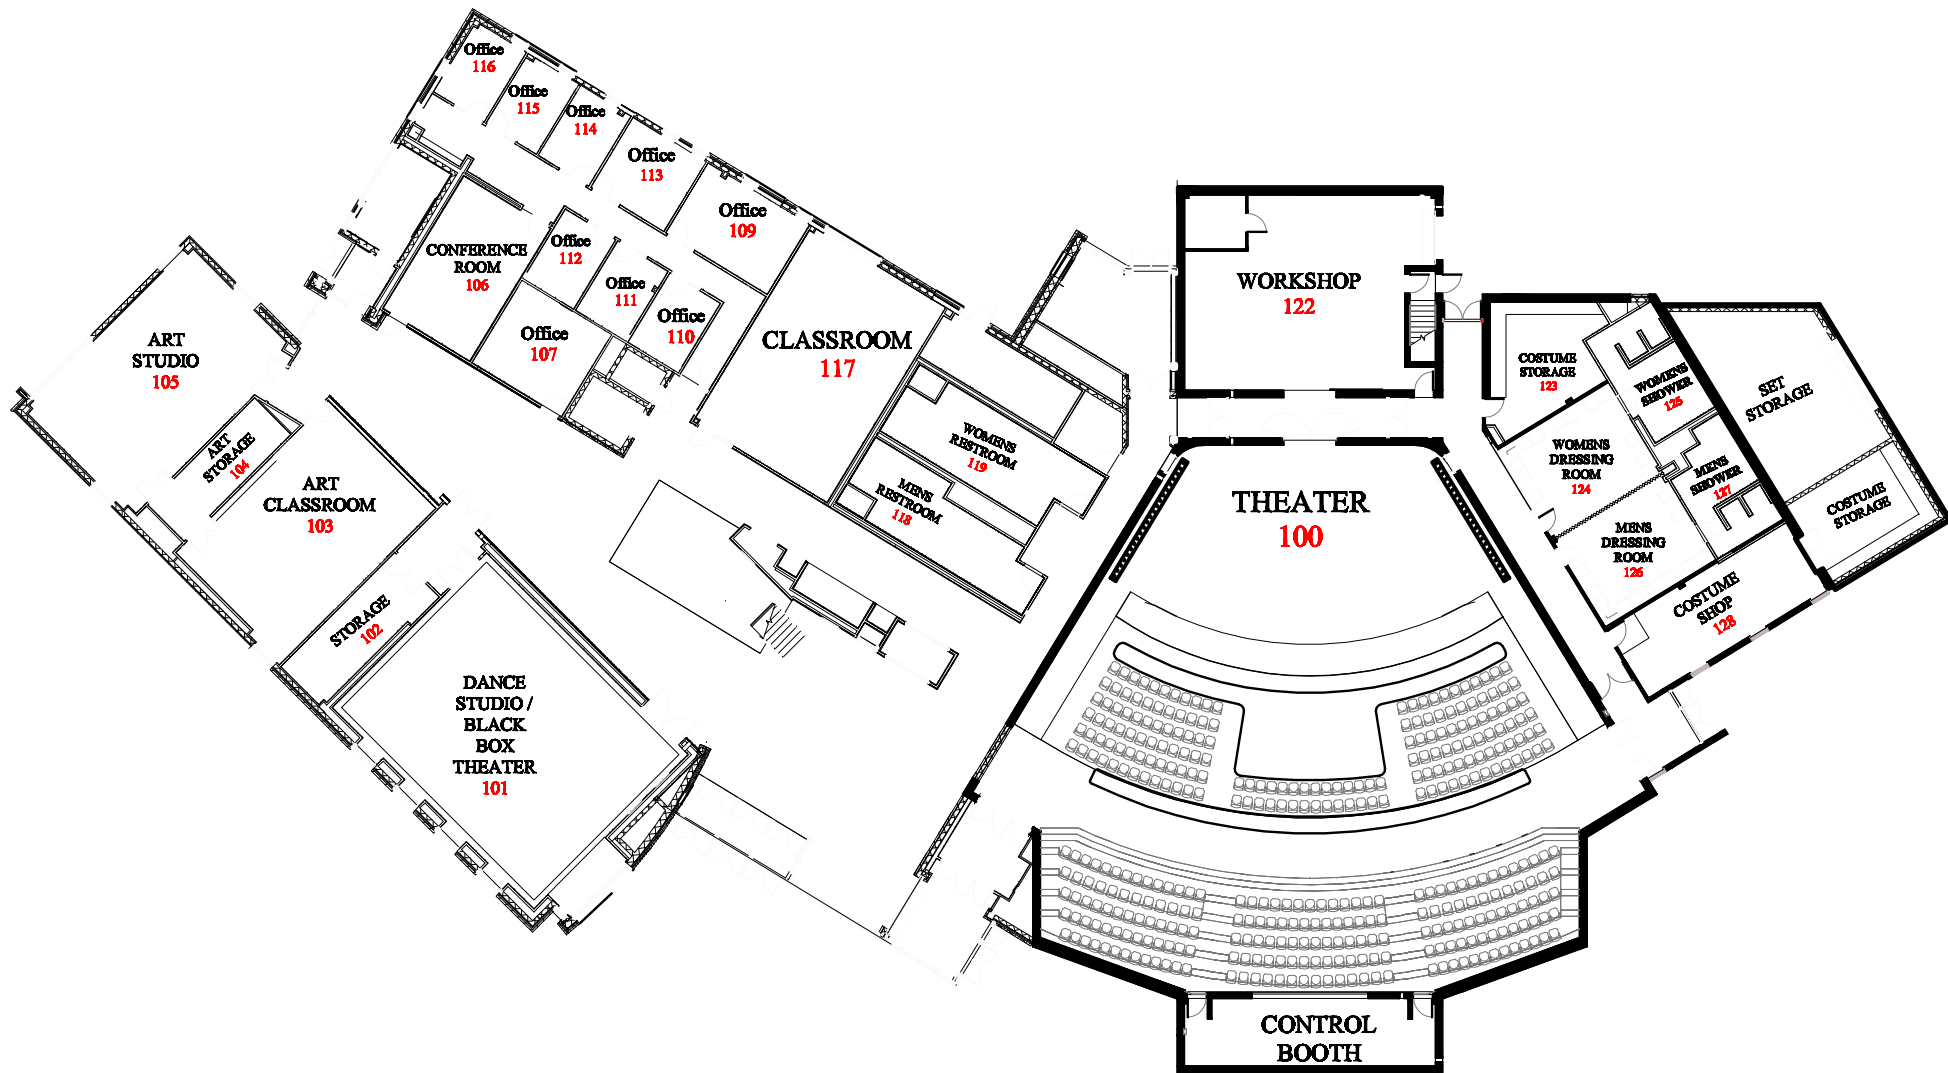 Office
116
Office
115
Office
114
Office
113
Office
109
CONFERENCE
ROOM
106
Office
112
Office
111
Office
110
Office
107
CLASSROOM
117
ART
STUDIO
105
ART
STORAGE
104
ART
CLASSROOM
103
STORAGE
102
DANCE
STUDIO /
BLACK
BOX
THEATER
101
WOMENS
RESTROOM
119
MENS
RESTROOM
118
WORKSHOP
122
THEATER
100
COSTUME
STORAGE
123
WOMENS
SHOWER
125
WOMENS
DRESSING
ROOM
124
MENS
SHOWER
127
MENS
DRESSING
ROOM
126
SET
STORAGE
COSTUME
STORAGE
COSTUME
SHOP
128
CONTROL
BOOTH